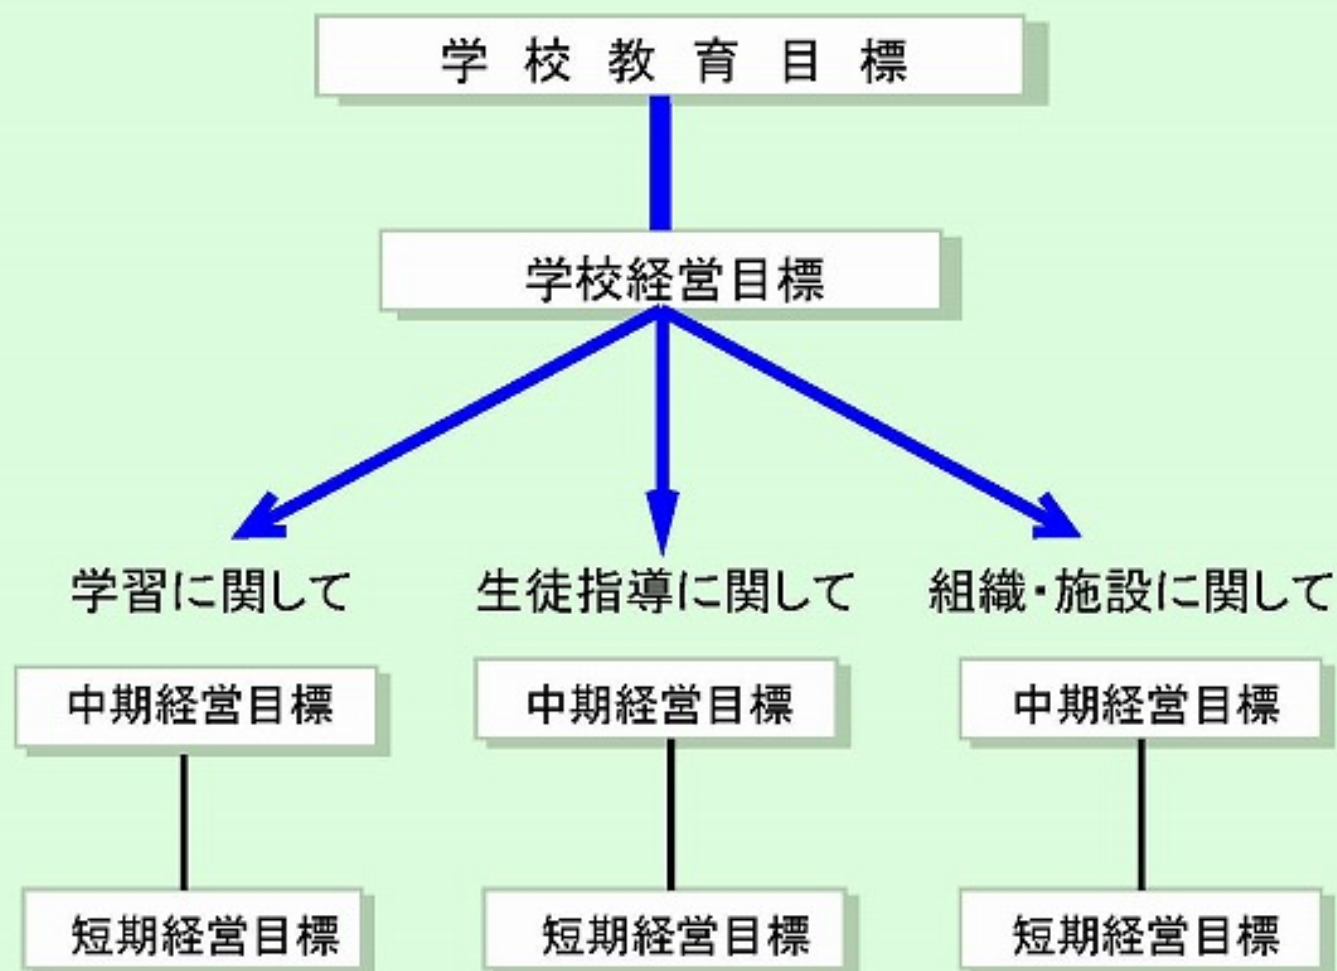 学校教育目標
学校経営目標
学習に関して
生徒指導に関して
組織・施設に関して
中期経営目標
中期経営目標
中期経営目標
短期経営目標
短期経営目標
短期経営目標